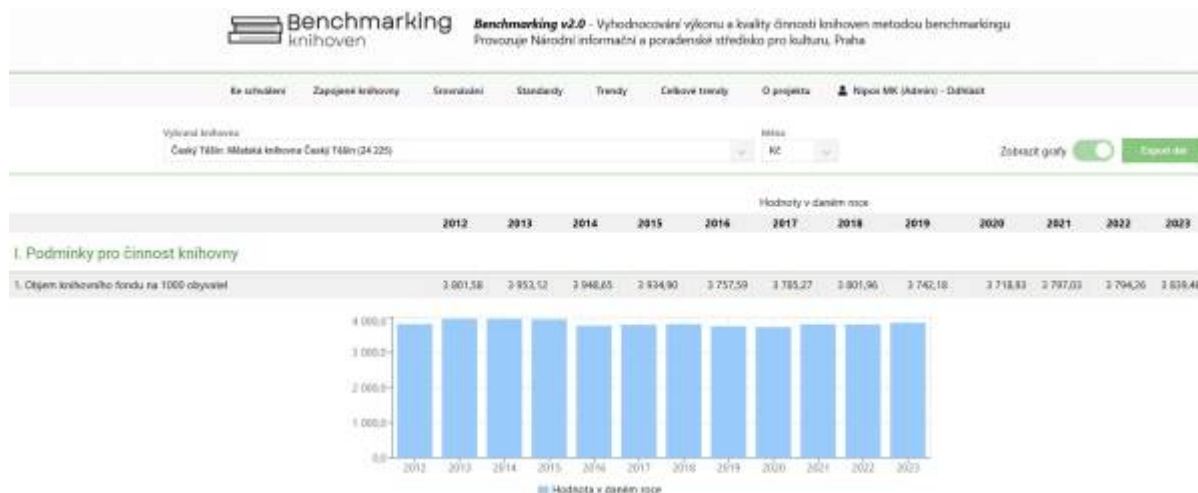 Benchmarking
knihoven
Benchmarking v2.0 - Vyhodnocování výkonu a kvality činnosti knihoven metodou benchmarkingu
Provozuje Národní informační a poradenské středisko pro kulturu, Praha
Ke schválení Zapojené knihovny Srovnávání Standardy Trendy Celkové trendy O projektu Nipos MK (Admin) - Odhlásit
Vybraná knihovna Měna
Český Těšín: Městská knihovna Český Těšín (24 225) Kč Zobrazit grafy Export dat
Hodnoty v daném roce
2012 2013 2014 2015 2016 2017 2018 2019 2020 2021 2022 2023
I. Podmínky pro činnost knihovny
1. Objem knihovního fondu na 1000 obyvatel 3 801,58 3 953,12 3 948,65 3 934,90 3 757,59 3 785,27 3 801,96 3 742,18 3 718,83 3 797,03 3 794,26 3 839,48
4 000,0
3 000,0
2 000,0
1 000,0
0,0
2012 2013 2014 2015 2016 2017 2018 2019 2020 2021 2022 2023
Hodnota v daném roce